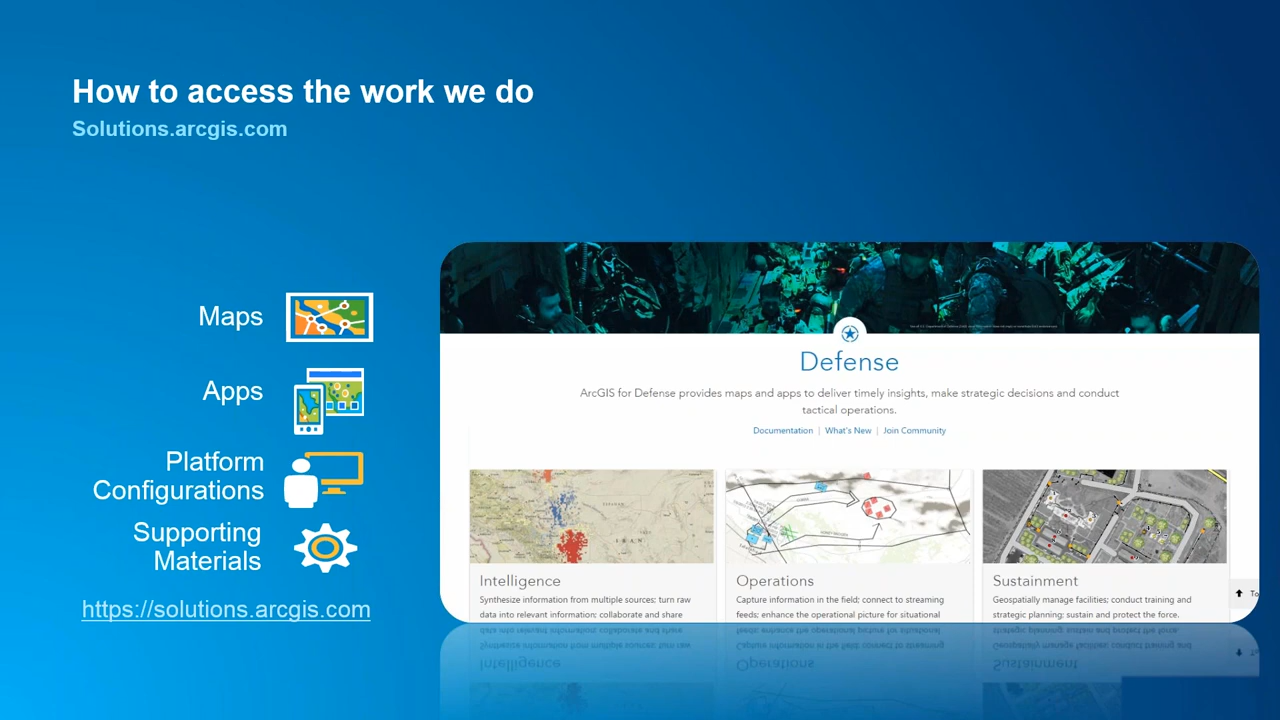 How to access the work we do
Solutions.arcgis.com
Maps
Apps
Platform
Configurations
Supporting
Materials
https://solutions.arcgis.com
Defense
ArcGIS for Defense provides maps and apps to deliver timely insights, make strategic decisions and conduct
tactical operations.
Documentation | What's New | Join Community
IRAN
Intelligence
Synthesize information from multiple sources: turn raw
data into relevant information; collaborate and share
Operations
Capture information in the field; connect to streaming
feeds; enhance the operational picture for situational
Sustainment
Geospatially manage facilities; conduct training and
strategic planning; sustain and protect the force.
To